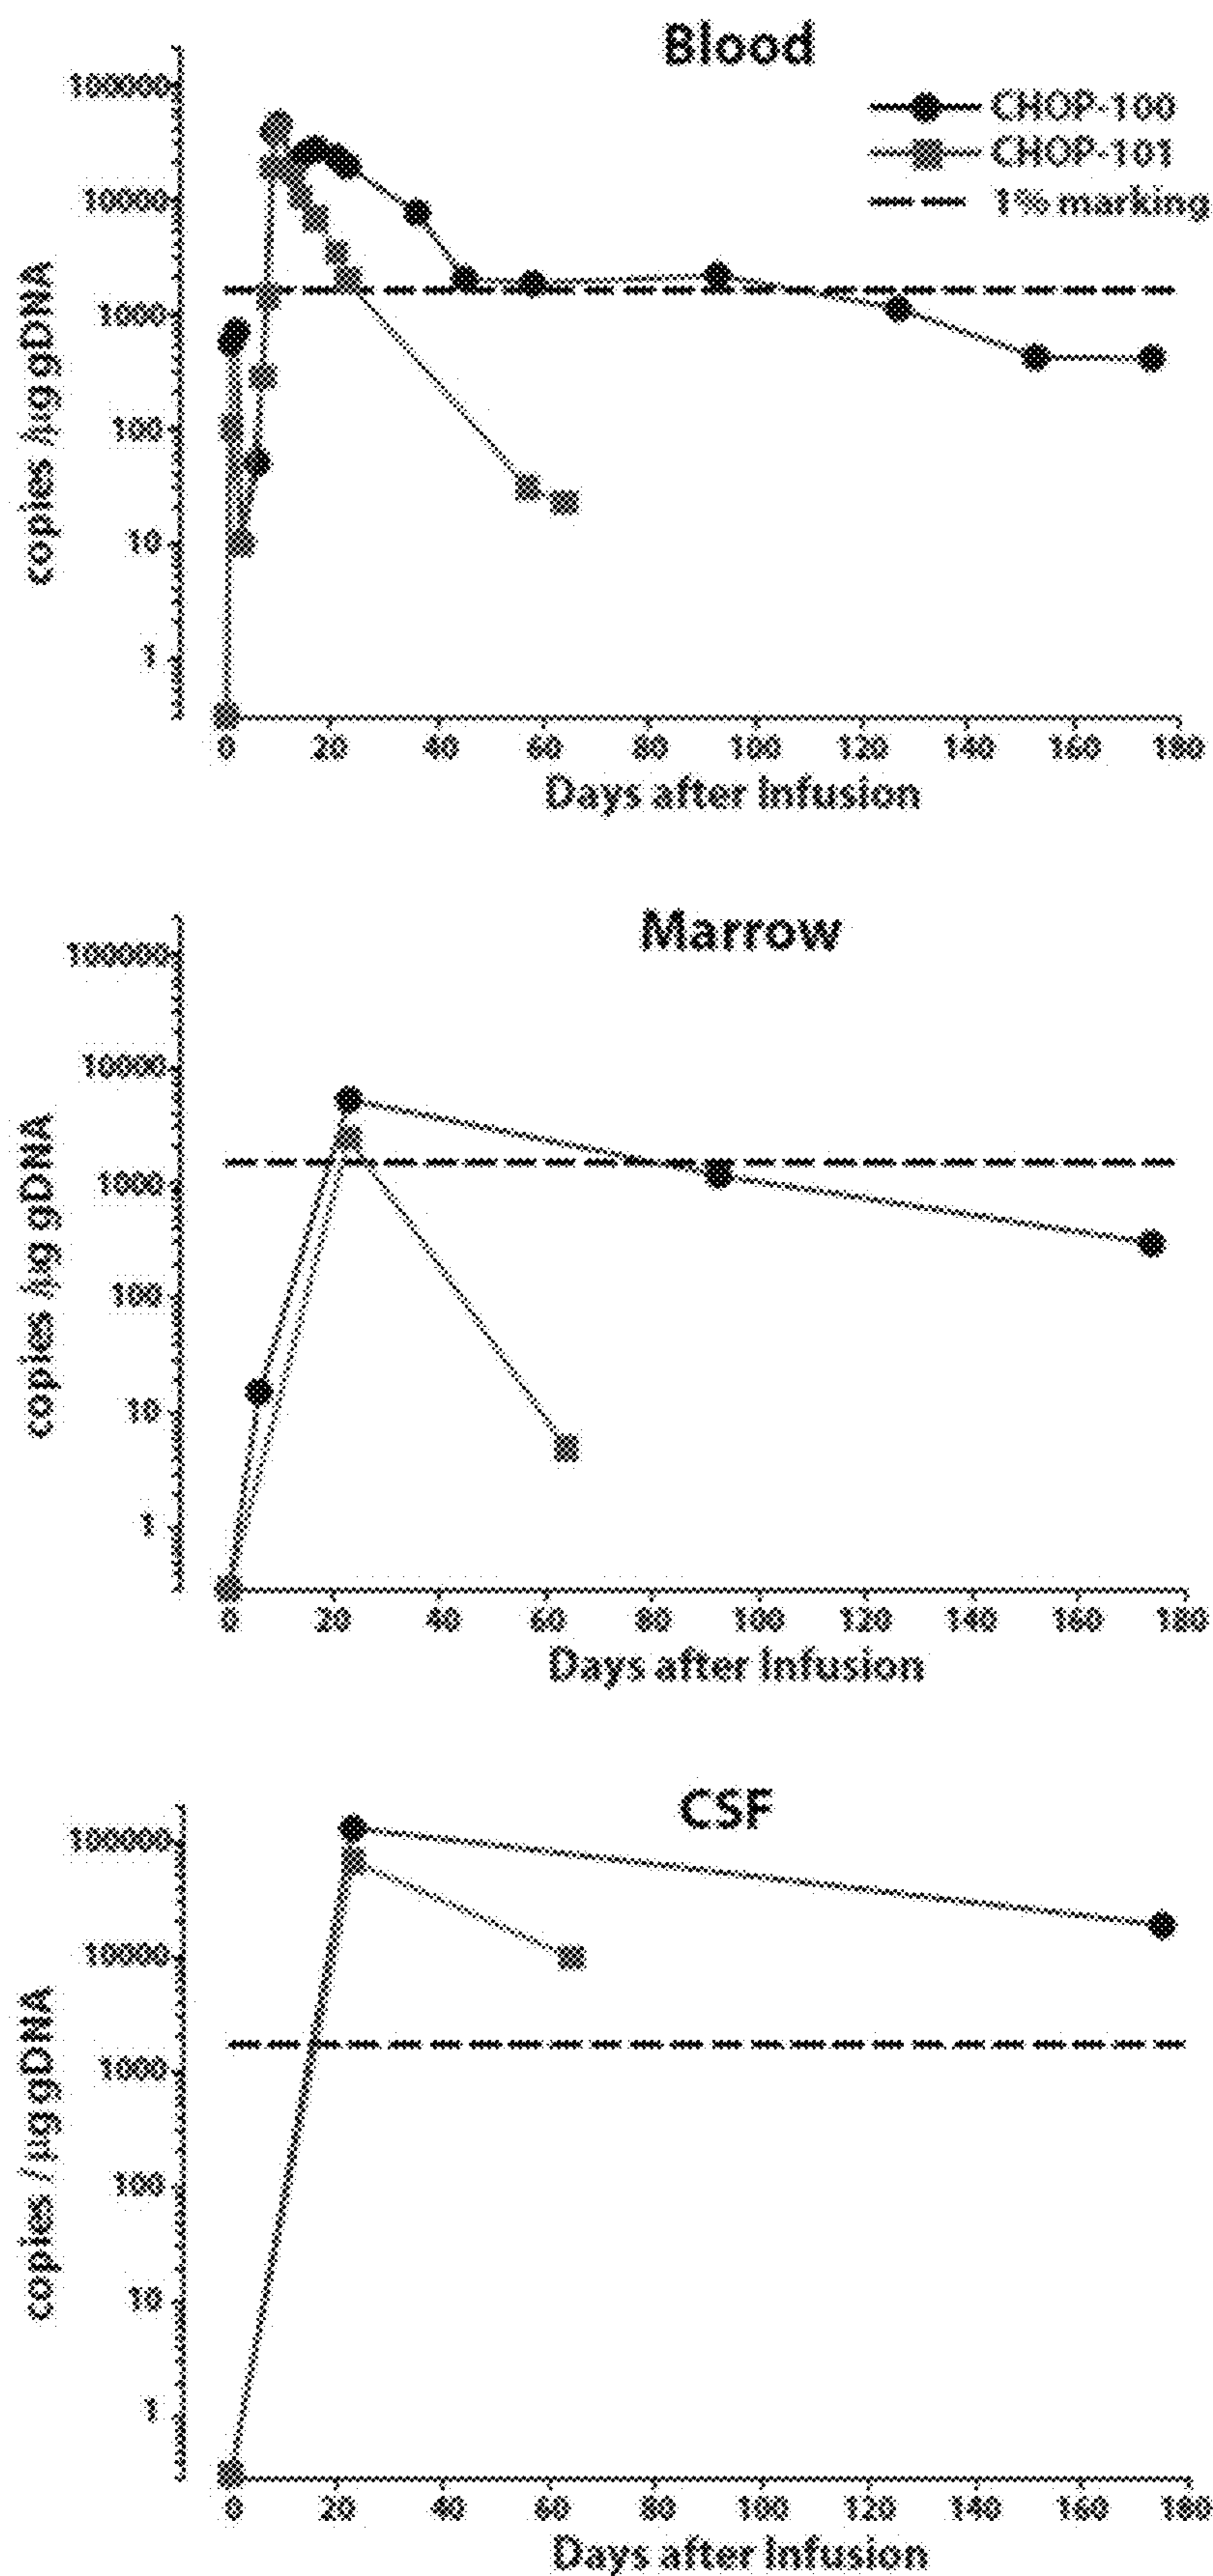 Blood
CHOP-100
CHOP-101
1% marking
100000
10000
1000
100
10
1
copies /µg gDNA
0 20 40 60 80 100 120 140 160 180
Days after Infusion
Marrow
100000
10000
1000
100
10
1
copies /µg gDNA
0 20 40 60 80 100 120 140 160 180
Days after Infusion
CSF
100000
10000
1000
100
10
1
copies / µg gDNA
0 20 40 60 80 100 120 140 160 180
Days after Infusion